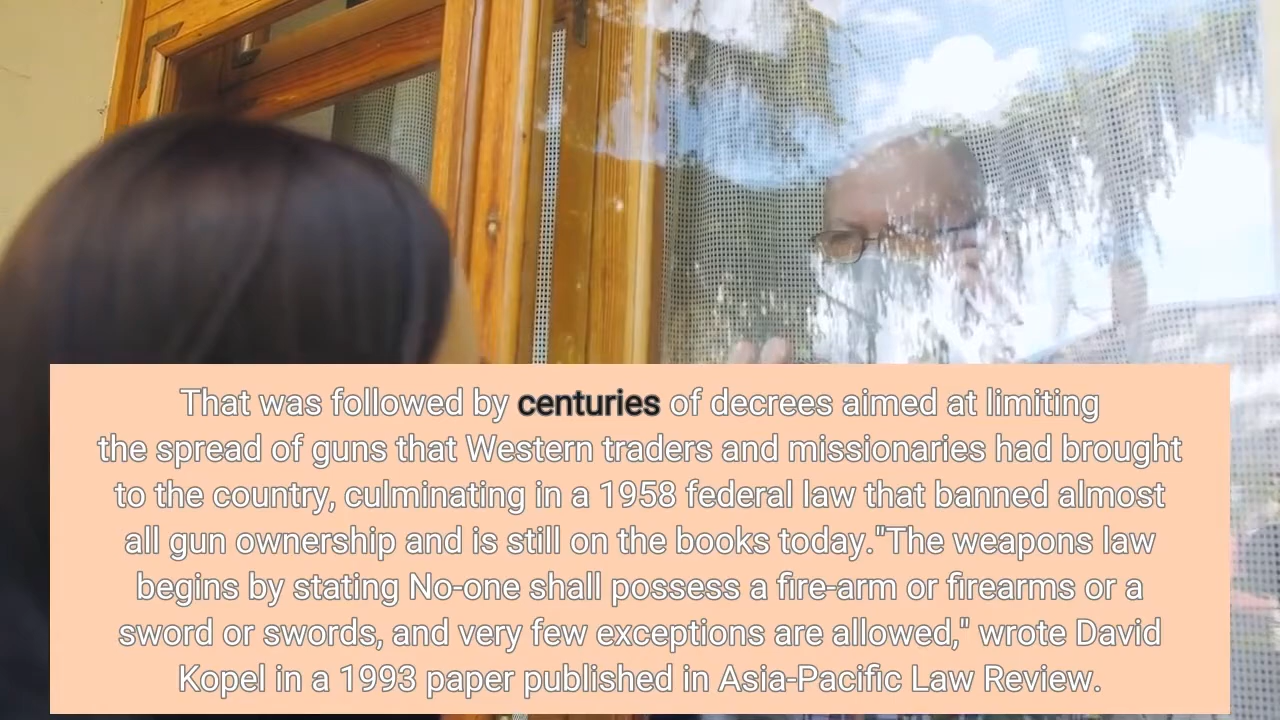 That was followed by centuries of decrees aimed at limiting
the spread of guns that Western traders and missionaries had brought
to the country, culminating in a 1958 federal law that banned almost
all gun ownership and is still on the books today."The weapons law
begins by stating No-one shall possess a fire-arm or firearms or a
sword or swords, and very few exceptions are allowed," wrote David
Kopel in a 1993 paper published in Asia-Pacific Law Review.